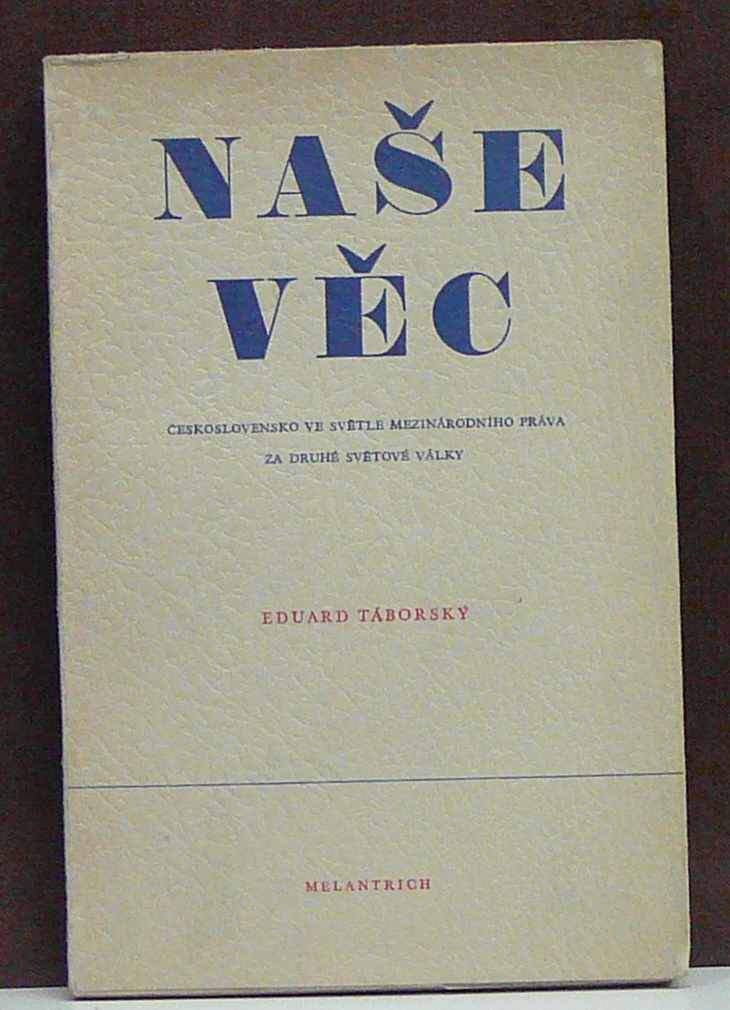 NAŠE
VĚC
ČESKOSLOVENSKO VE SVĚTLE MEZINÁRODNÍHO PRÁVA
ZA DRUHÉ SVĚTOVÉ VÁLKY
EDUARD TÁBORSKÝ
MELANTRICH